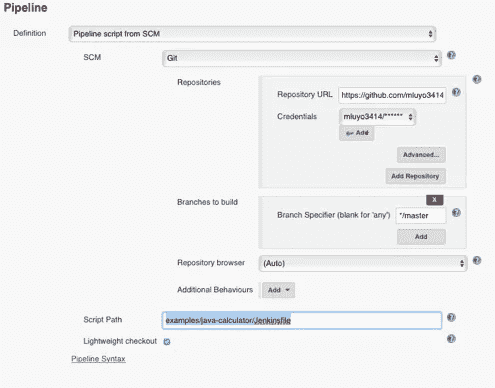 Pipeline
Definition Pipeline script from SCM
SCM Git
Repositories
Repository URL https://github.com/mluyo3414
Credentials mluyo3414/******
Add
Advanced...
Add Repository
Branches to build
X
Branch Specifier (blank for 'any') */master
Add
Repository browser (Auto)
Additional Behaviours Add
Script Path examples/java-calculator/Jenkinsfile
Lightweight checkout
Pipeline Syntax